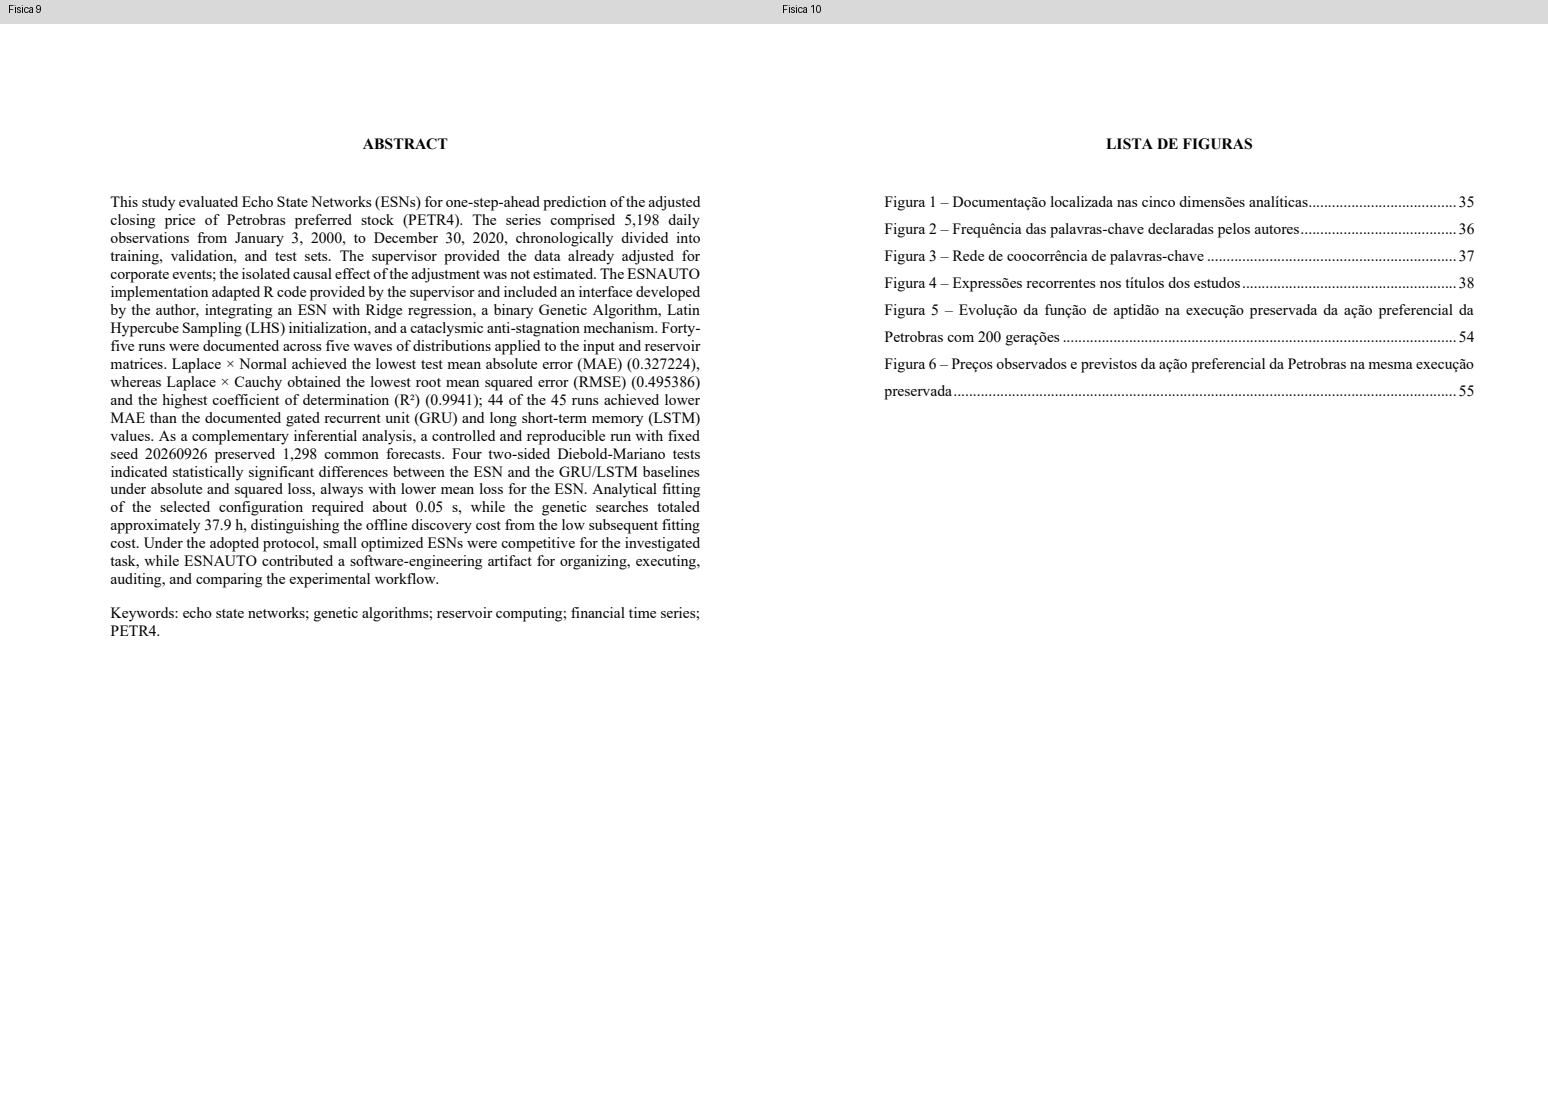 Fisica 9
ABSTRACT
This study evaluated Echo State Networks (ESNs) for one-step-ahead prediction of the adjusted
closing price of Petrobras preferred stock (PETR4). The series comprised 5,198 daily
observations from January 3, 2000, to December 30, 2020, chronologically divided into
training, validation, and test sets. The supervisor provided the data already adjusted for
corporate events; the isolated causal effect of the adjustment was not estimated. The ESNAUTO
implementation adapted R code provided by the supervisor and included an interface developed
by the author, integrating an ESN with Ridge regression, a binary Genetic Algorithm, Latin
Hypercube Sampling (LHS) initialization, and a cataclysmic anti-stagnation mechanism. Forty-
five runs were documented across five waves of distributions applied to the input and reservoir
matrices. Laplace × Normal achieved the lowest test mean absolute error (MAE) (0.327224),
whereas Laplace × Cauchy obtained the lowest root mean squared error (RMSE) (0.495386)
and the highest coefficient of determination (R²) (0.9941); 44 of the 45 runs achieved lower
MAE than the documented gated recurrent unit (GRU) and long short-term memory (LSTM)
values. As a complementary inferential analysis, a controlled and reproducible run with fixed
seed 20260926 preserved 1,298 common forecasts. Four two-sided Diebold-Mariano tests
indicated statistically significant differences between the ESN and the GRU/LSTM baselines
under absolute and squared loss, always with lower mean loss for the ESN. Analytical fitting
of the selected configuration required about 0.05 s, while the genetic searches totaled
approximately 37.9 h, distinguishing the offline discovery cost from the low subsequent fitting
cost. Under the adopted protocol, small optimized ESNs were competitive for the investigated
task, while ESNAUTO contributed a software-engineering artifact for organizing, executing,
auditing, and comparing the experimental workflow.
Keywords: echo state networks; genetic algorithms; reservoir computing; financial time series;
PETR4.
Fisica 10
LISTA DE FIGURAS
Figura 1 – Documentação localizada nas cinco dimensões analíticas..................................... 35
Figura 2 – Frequência das palavras-chave declaradas pelos autores....................................... 36
Figura 3 – Rede de coocorrência de palavras-chave ............................................................... 37
Figura 4 – Expressões recorrentes nos títulos dos estudos...................................................... 38
Figura 5 – Evolução da função de aptidão na execução preservada da ação preferencial da
Petrobras com 200 gerações .................................................................................................... 54
Figura 6 – Preços observados e previstos da ação preferencial da Petrobras na mesma execução
preservada................................................................................................................................ 55